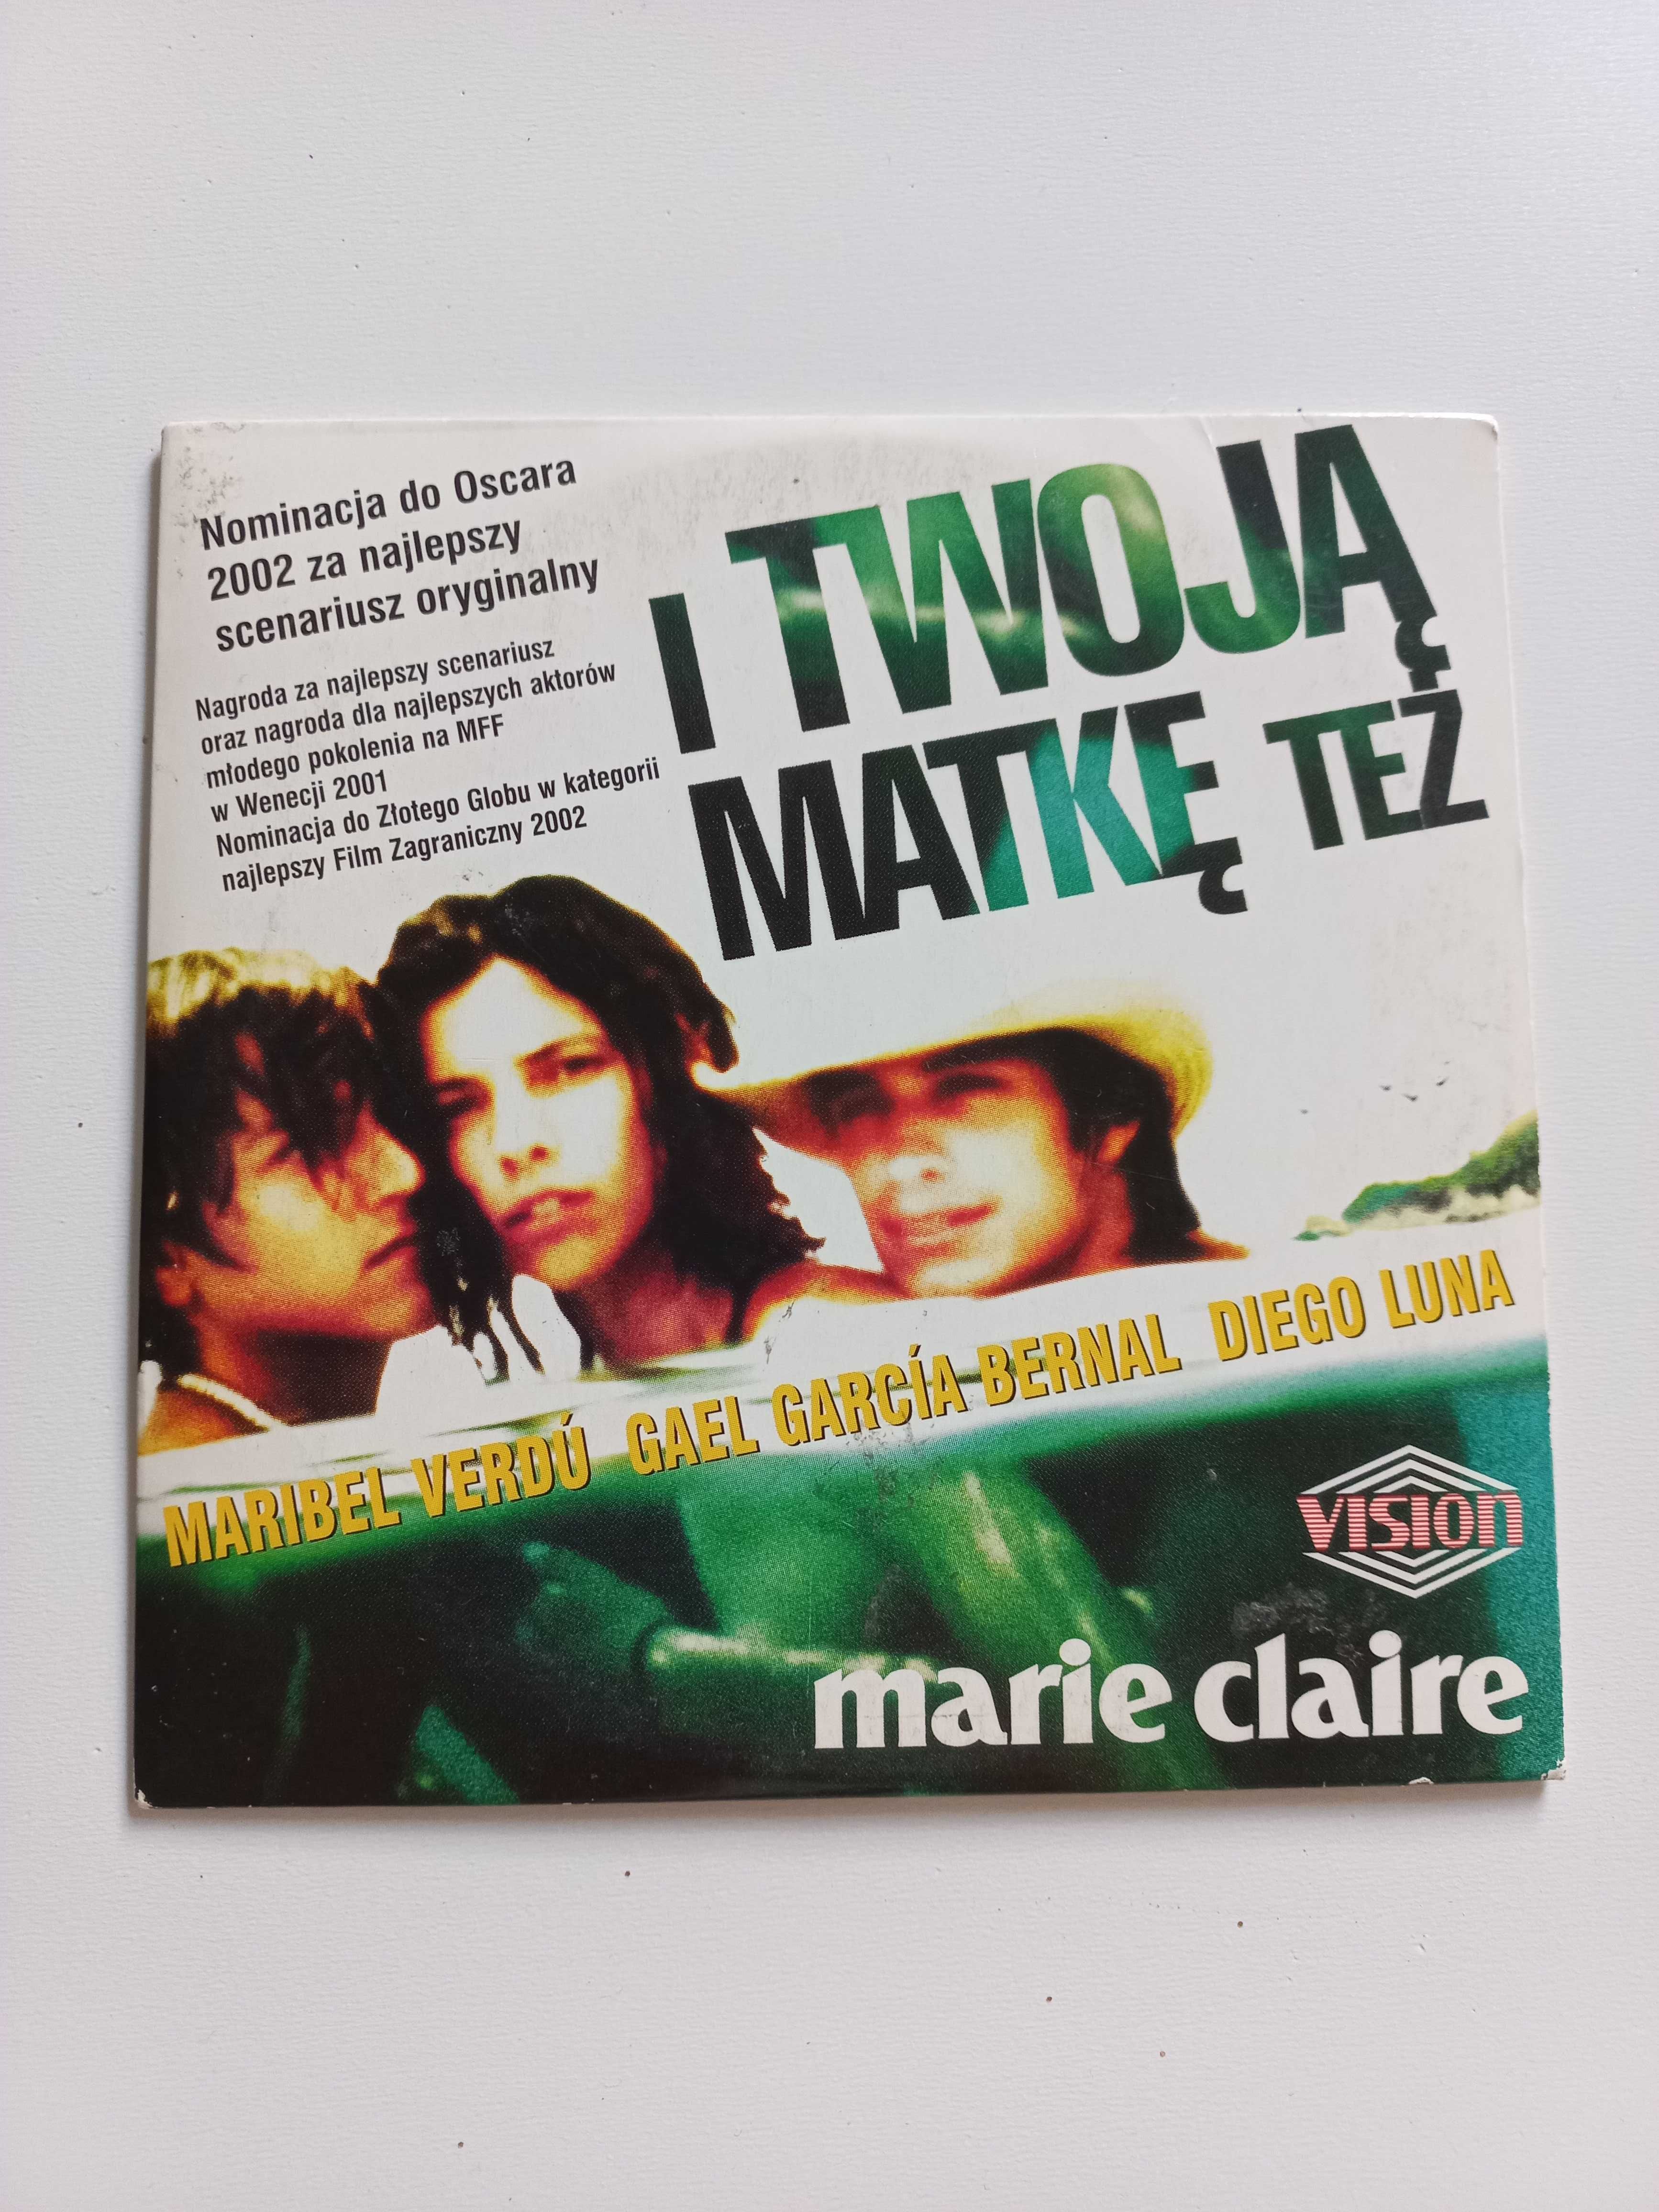 Nominacja do Oscara
2002 za najlepszy
scenariusz oryginalny
Nagroda za najlepszy scenariusz
oraz nagroda dla najlepszych aktorów
młodego pokolenia na MFF
w Wenecji 2001
Nominacja do Złotego Globu w kategorii
najlepszy Film Zagraniczny 2002
I TWOJĄ
MATKĘ TEŻ
MARIBEL VERDÚ GAEL GARCÍA BERNAL DIEGO LUNA
VISION
marie claire